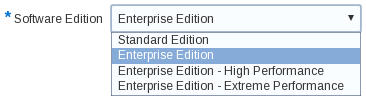 * Software Edition Enterprise Edition
Standard Edition
Enterprise Edition
Enterprise Edition - High Performance
Enterprise Edition - Extreme Performance